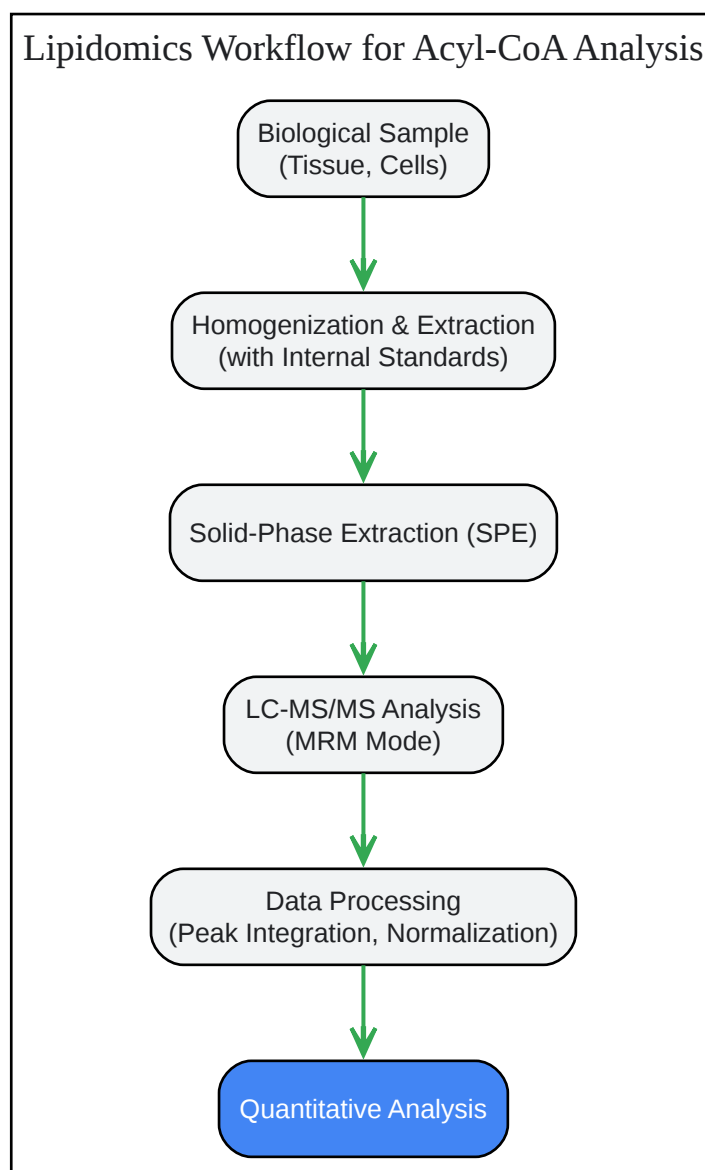 Lipidomics Workflow for Acyl-CoA Analysis
Biological Sample
(Tissue, Cells)
Homogenization & Extraction
(with Internal Standards)
Solid-Phase Extraction (SPE)
LC-MS/MS Analysis
(MRM Mode)
Data Processing
(Peak Integration, Normalization)
Quantitative Analysis